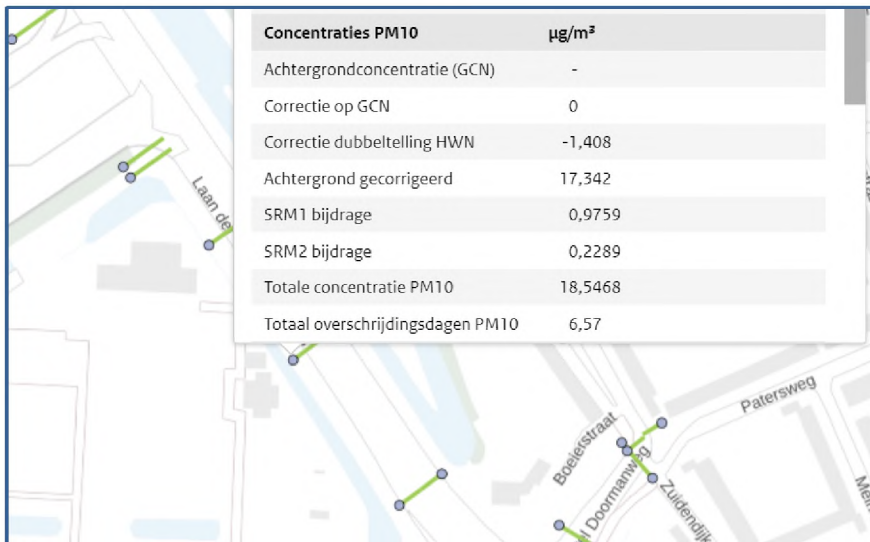 Concentraties PM10 µg/m³
Achtergrondconcentratie (GCN) -
Correctie op GCN 0
Correctie dubbeltelling HWN -1,408
Achtergrond gecorrigeerd 17,342
SRM1 bijdrage 0,9759
SRM2 bijdrage 0,2289
Totale concentratie PM10 18,5468
Totaal overschrijdingsdagen PM10 6,57
Laan de
Patersweg
Boeierstraat
Doormanweg
Zuidendijk